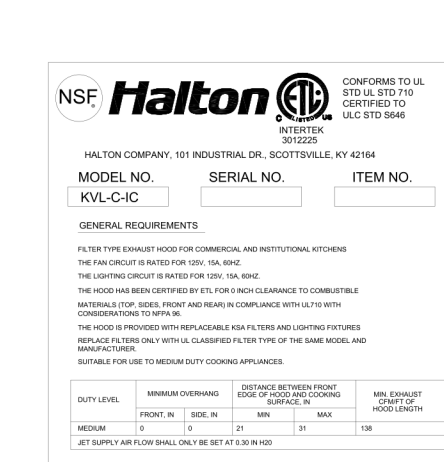 NSF®
Halton
ETL
C LISTED US
INTERTEK
3012225
CONFORMS TO UL
STD UL STD 710
CERTIFIED TO
ULC STD S646
HALTON COMPANY, 101 INDUSTRIAL DR., SCOTTSVILLE, KY 42164
MODEL NO. SERIAL NO. ITEM NO.
KVL-C-IC
GENERAL REQUIREMENTS
FILTER TYPE EXHAUST HOOD FOR COMMERCIAL AND INSTITUTIONAL KITCHENS
THE FAN CIRCUIT IS RATED FOR 125V, 15A, 60HZ.
THE LIGHTING CIRCUIT IS RATED FOR 125V, 15A, 60HZ.
THE HOOD HAS BEEN CERTIFIED BY ETL FOR 0 INCH CLEARANCE TO COMBUSTIBLE
MATERIALS (TOP, SIDES, FRONT AND REAR) IN COMPLIANCE WITH UL710 WITH
CONSIDERATIONS TO NFPA 96.
THE HOOD IS PROVIDED WITH REPLACEABLE KSA FILTERS AND LIGHTING FIXTURES
REPLACE FILTERS ONLY WITH UL CLASSIFIED FILTER TYPE OF THE SAME MODEL AND
MANUFACTURER.
SUITABLE FOR USE TO MEDIUM DUTY COOKING APPLIANCES.
DUTY LEVEL
MINIMUM OVERHANG
DISTANCE BETWEEN FRONT
EDGE OF HOOD AND COOKING
SURFACE, IN
MIN. EXHAUST
CFM/FT OF
HOOD LENGTH
FRONT, IN SIDE, IN MIN MAX
MEDIUM 0 0 21 31 138
JET SUPPLY AIR FLOW SHALL ONLY BE SET AT 0.30 IN H20